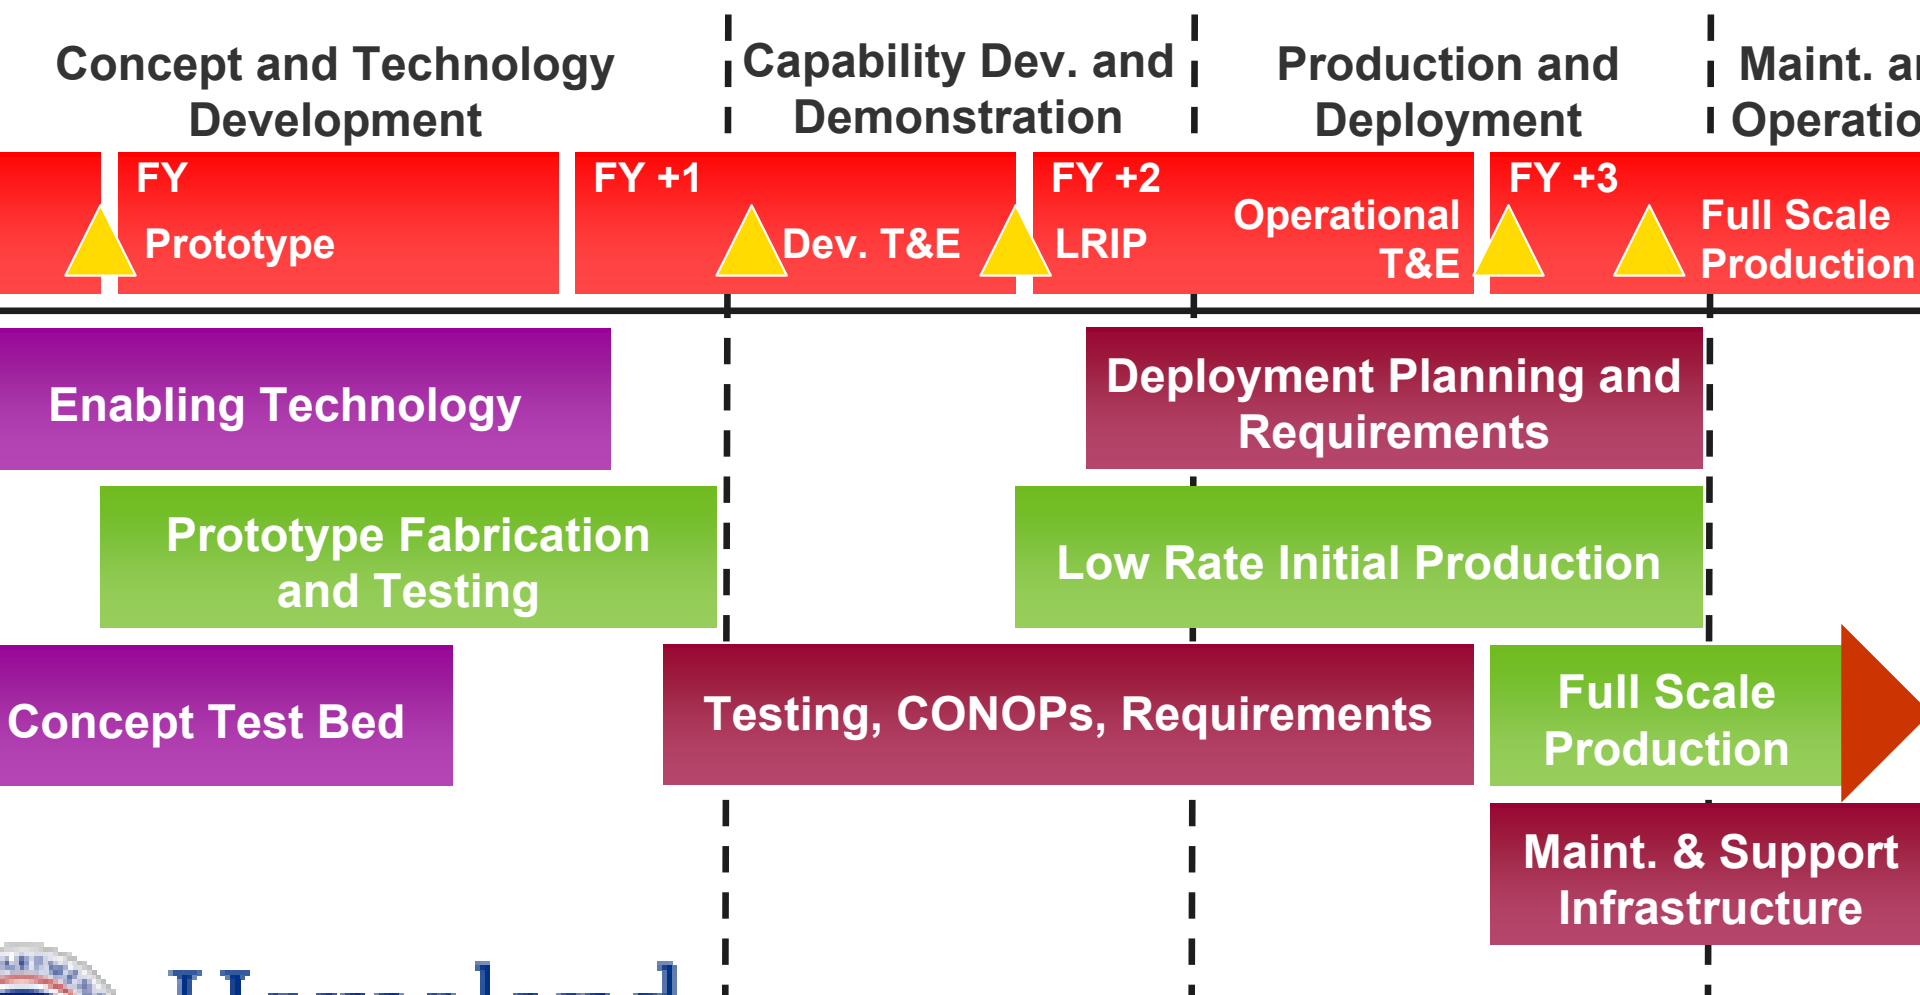 Concept and Technology
Development
Capability Dev. and
Demonstration
Production and
Deployment
Maint. a
Operatio
FY
Prototype
FY +1
Dev. T&E
FY +2
LRIP
Operational
T&E
FY +3
Full Scale
Production
Enabling Technology
Deployment Planning and
Requirements
Prototype Fabrication
and Testing
Low Rate Initial Production
Concept Test Bed
Testing, CONOPs, Requirements
Full Scale
Production
Maint. & Support
Infrastructure